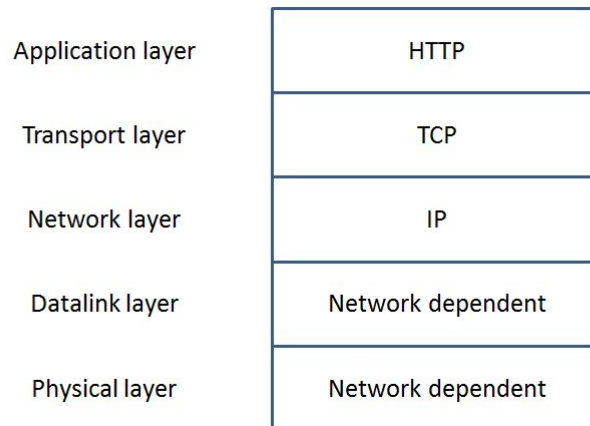 Application layer HTTP
Transport layer TCP
Network layer IP
Datalink layer Network dependent
Physical layer Network dependent